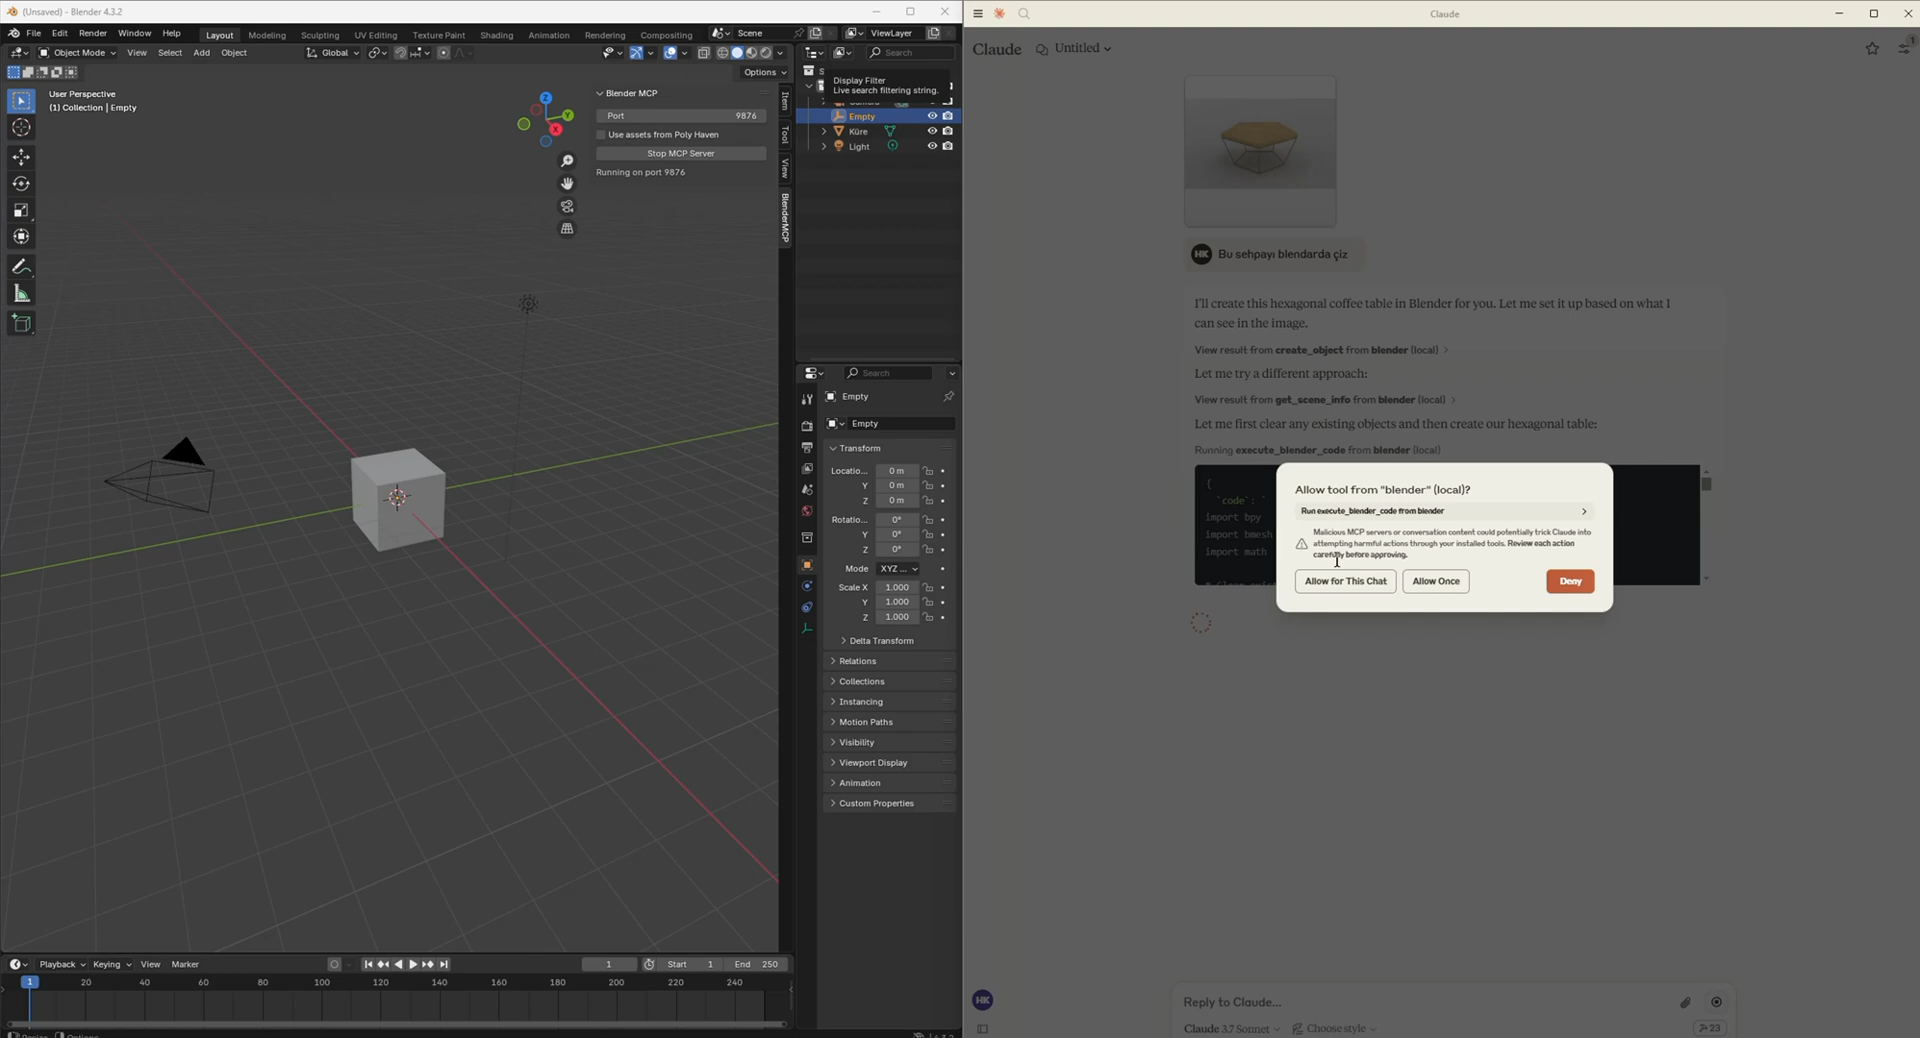 (Unsaved) - Blender 4.3.2
File Edit Render Window Help
Layout Modeling Sculpting UV Editing Texture Paint Shading Animation Rendering Compositing
Scene
ViewLayer
Object Mode View Select Add Object
Global
Search
Options
User Perspective
(1) Collection | Empty
Z
Y
X
Blender MCP
Port 9876
Use assets from Poly Haven
Stop MCP Server
Running on port 9876
Item
Tool
View
BlenderMCP
Display Filter
Live search filtering string.
Empty
Küre
Light
Search
Empty
Empty
Transform
Locatio... 0 m
Y 0 m
Z 0 m
Rotatio... 0°
Y 0°
Z 0°
Mode XYZ ...
Scale X 1.000
Y 1.000
Z 1.000
Delta Transform
Relations
Collections
Instancing
Motion Paths
Visibility
Viewport Display
Animation
Custom Properties
Playback Keying View Marker
1 Start 1 End 250
1 20 40 60 80 100 120 140 160 180 200 220 240
Claude
Claude Untitled
1
HK Bu sehpayı blendarda çiz
I'll create this hexagonal coffee table in Blender for you. Let me set it up based on what I
can see in the image.
View result from create_object from blender (local)
Let me try a different approach:
View result from get_scene_info from blender (local)
Let me first clear any existing objects and then create our hexagonal table:
Running execute_blender_code from blender (local)
{
`code`: `
import bpy
import bmesh
import math
Allow tool from "blender" (local)?
Run execute_blender_code from blender
Malicious MCP servers or conversation content could potentially trick Claude into
attempting harmful actions through your installed tools. Review each action
carefully before approving.
Allow for This Chat Allow Once Deny
HK
Reply to Claude...
Claude 3.7 Sonnet Choose style 23